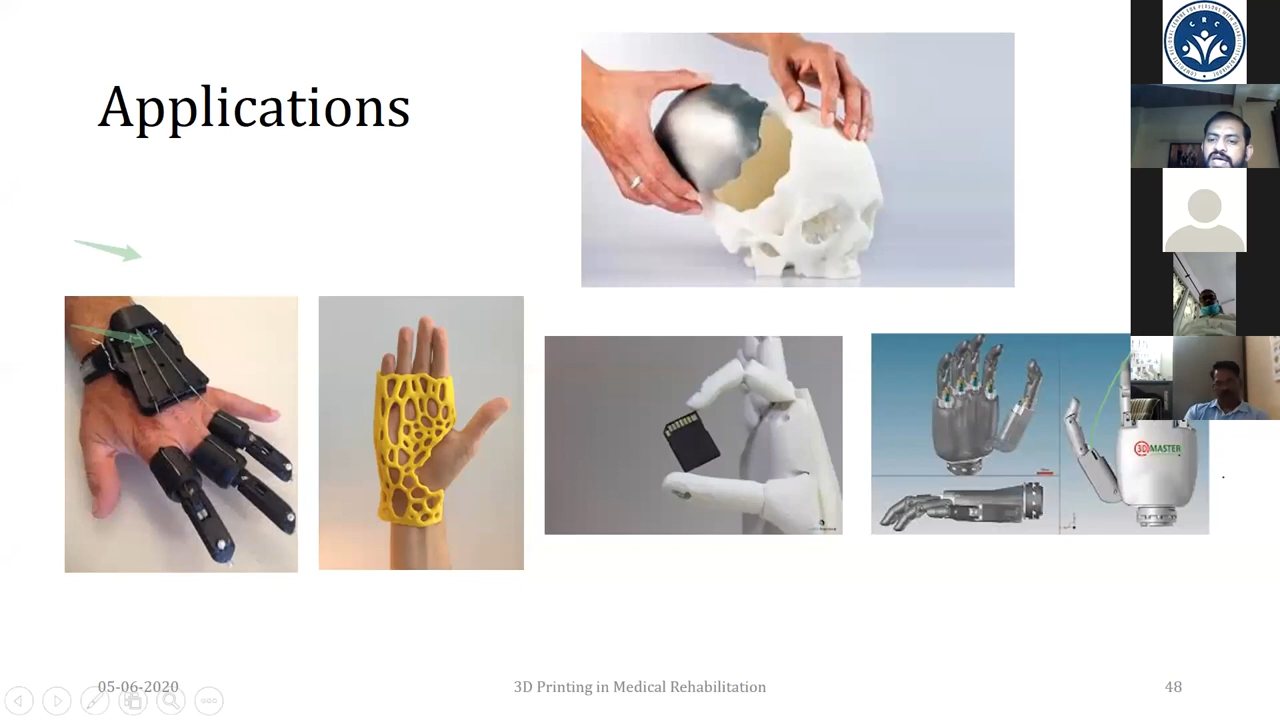 Applications
C R C
3D MASTER
05-06-2020
3D Printing in Medical Rehabilitation
48